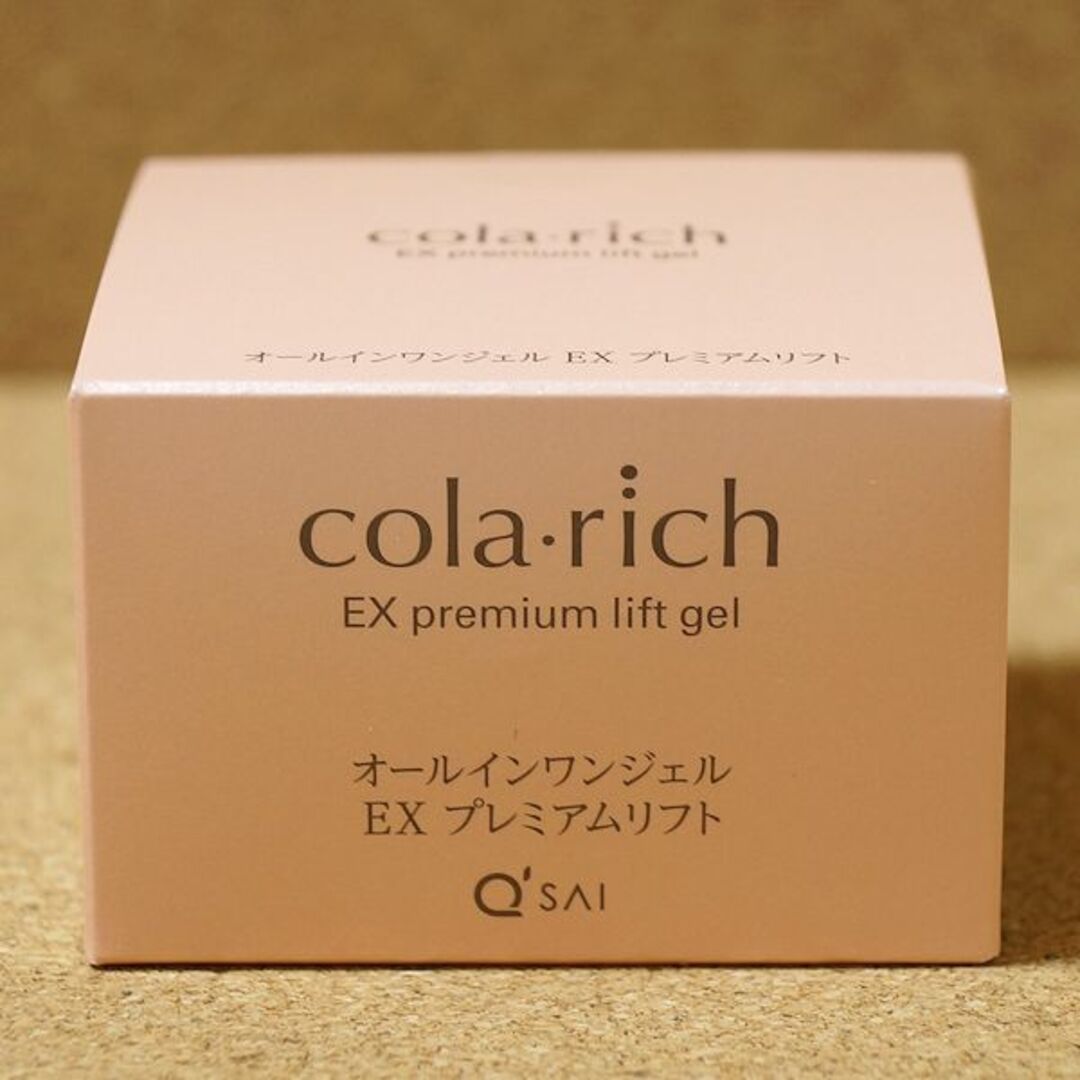 cola·rich
EX premium lift gel
オールインワンジェル EX プレミアムリフト
cola·rich
EX premium lift gel
オールインワンジェル
EX プレミアムリフト
Q'SAI